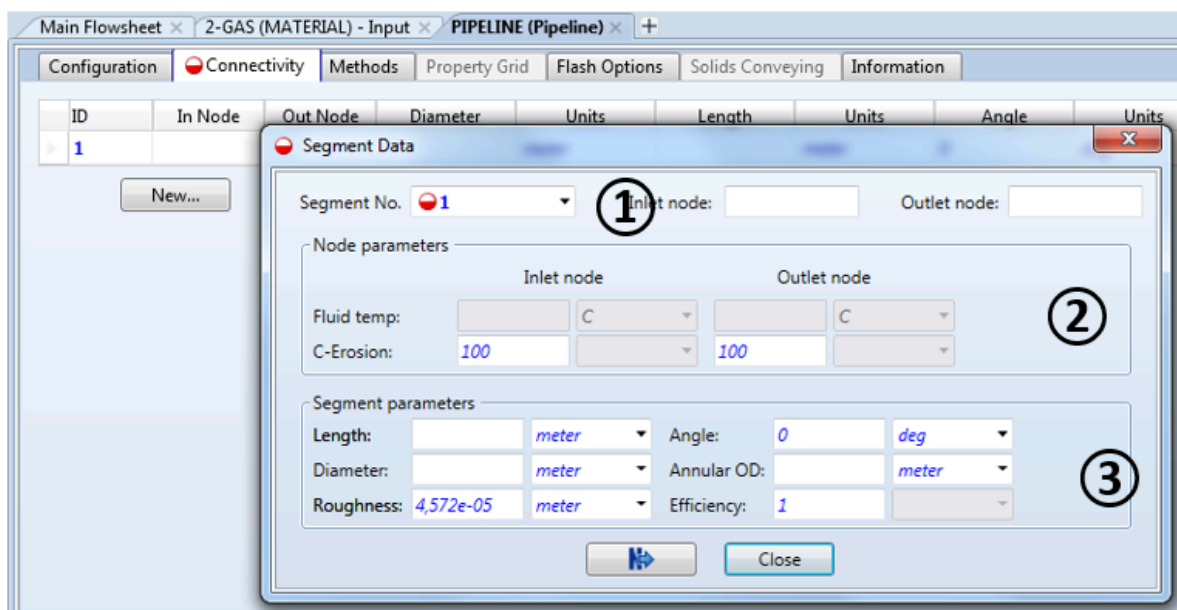 Main Flowsheet 2-GAS (MATERIAL) - Input PIPELINE (Pipeline)
Configuration Connectivity Methods Property Grid Flash Options Solids Conveying Information
ID In Node Out Node Diameter Units Length Units Angle Units
1
Segment Data
New...
Segment No. 1 ① Inlet node: Outlet node:
Node parameters
Inlet node Outlet node
Fluid temp: C C
②
C-Erosion: 100 100
Segment parameters
Length: meter Angle: 0 deg
Diameter: meter Annular OD: meter
③
Roughness: 4,572e-05 meter Efficiency: 1
N Close